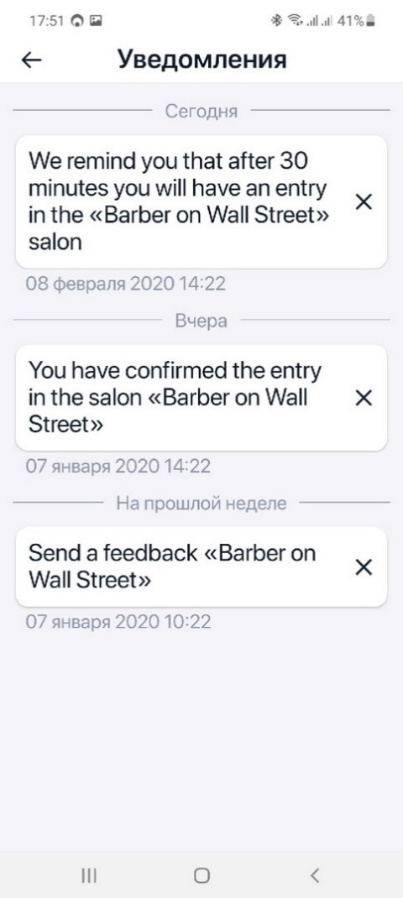 17:51 41%
Уведомления
Сегодня
We remind you that after 30
minutes you will have an entry
in the «Barber on Wall Street»
salon
08 февраля 2020 14:22
Вчера
You have confirmed the entry
in the salon «Barber on Wall
Street»
07 января 2020 14:22
На прошлой неделе
Send a feedback «Barber on
Wall Street»
07 января 2020 10:22